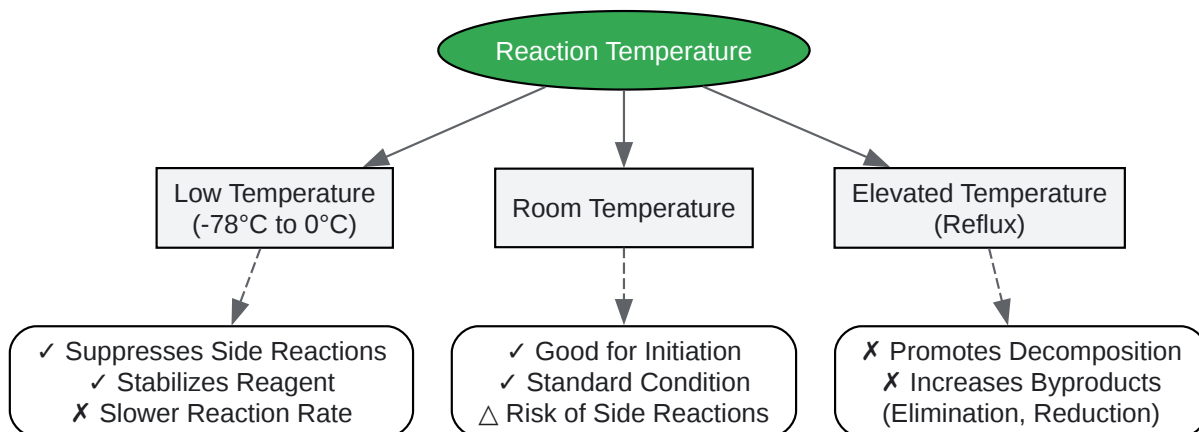 Reaction Temperature
Low Temperature
(-78°C to 0°C)
Room Temperature
Elevated Temperature
(Reflux)
✓ Suppresses Side Reactions
✓ Stabilizes Reagent
✗ Slower Reaction Rate
✓ Good for Initiation
✓ Standard Condition
△ Risk of Side Reactions
✗ Promotes Decomposition
✗ Increases Byproducts
(Elimination, Reduction)